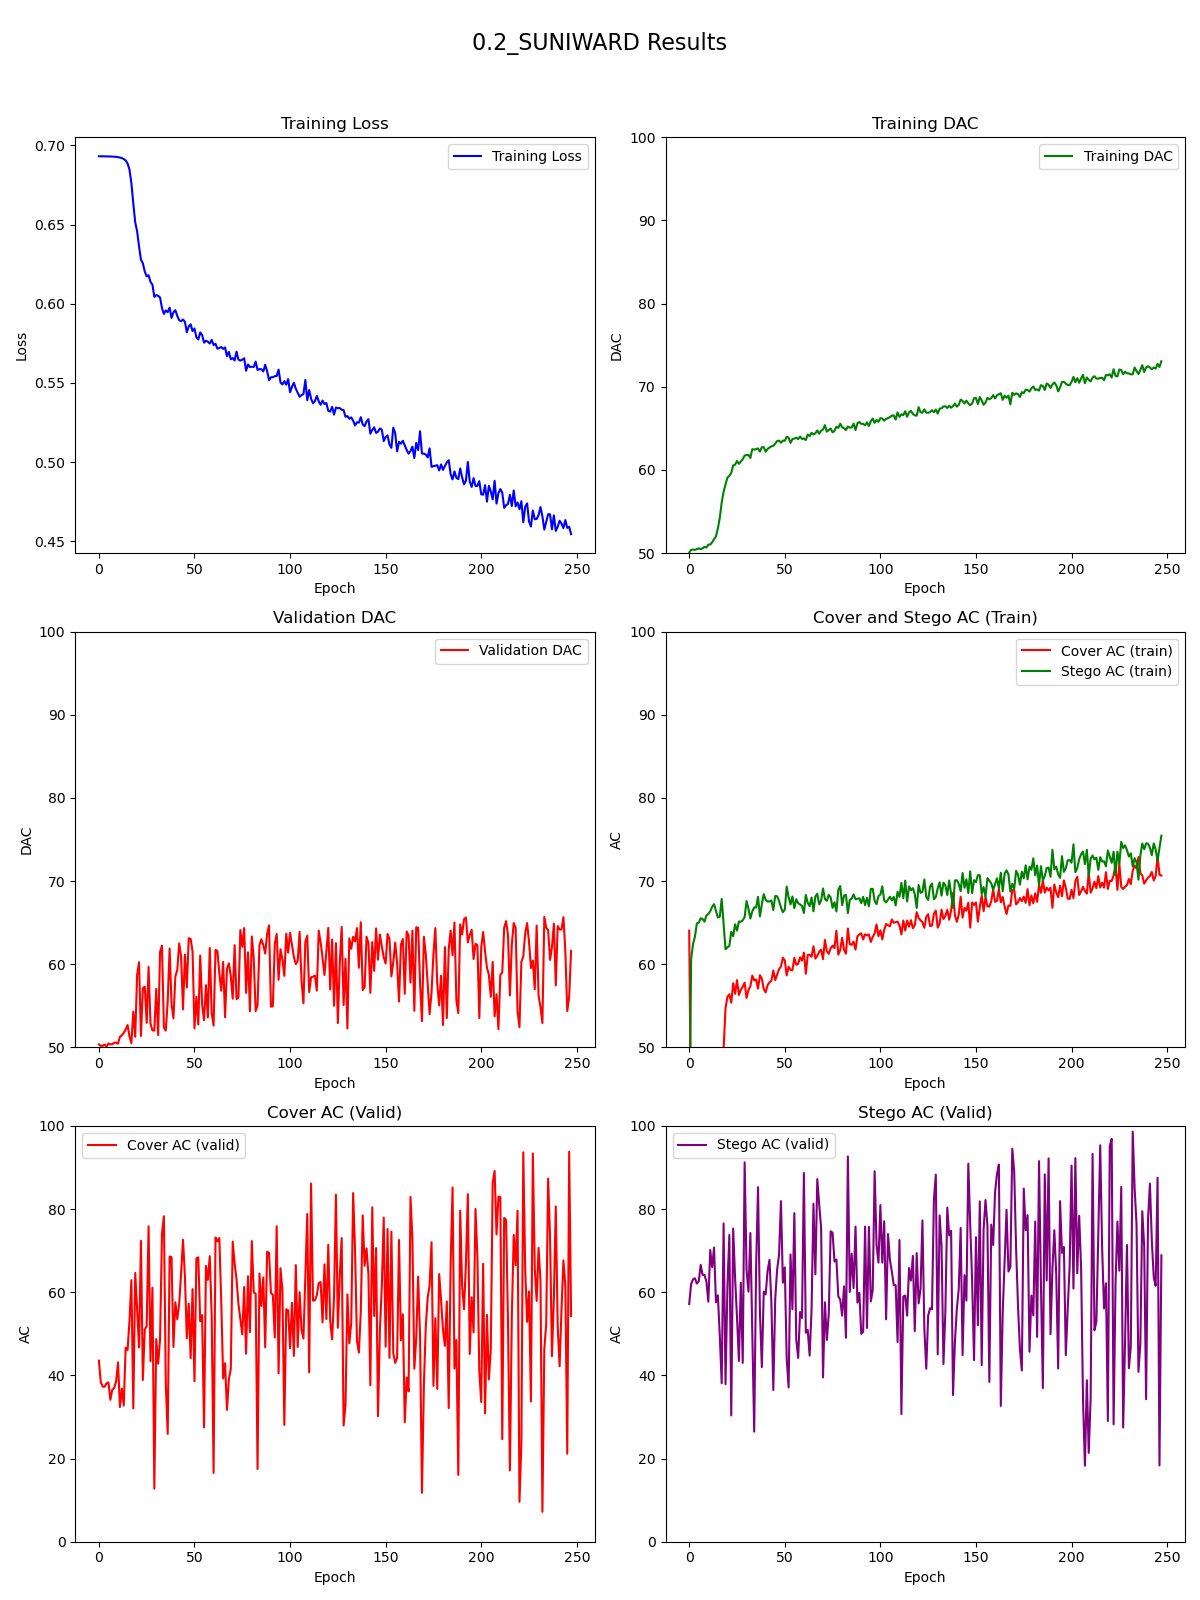 0.2_SUNIWARD Results
Training Loss
Training Loss
0.70
0.65
0.60
0.55
0.50
0.45
Loss
0 50 100 150 200 250
Epoch
Training DAC
Training DAC
100
90
80
70
60
50
DAC
0 50 100 150 200 250
Epoch
Validation DAC
Validation DAC
100
90
80
70
60
50
DAC
0 50 100 150 200 250
Epoch
Cover and Stego AC (Train)
Cover AC (train)
Stego AC (train)
100
90
80
70
60
50
AC
0 50 100 150 200 250
Epoch
Cover AC (Valid)
Cover AC (valid)
100
80
60
40
20
0
AC
0 50 100 150 200 250
Epoch
Stego AC (Valid)
Stego AC (valid)
100
80
60
40
20
0
AC
0 50 100 150 200 250
Epoch